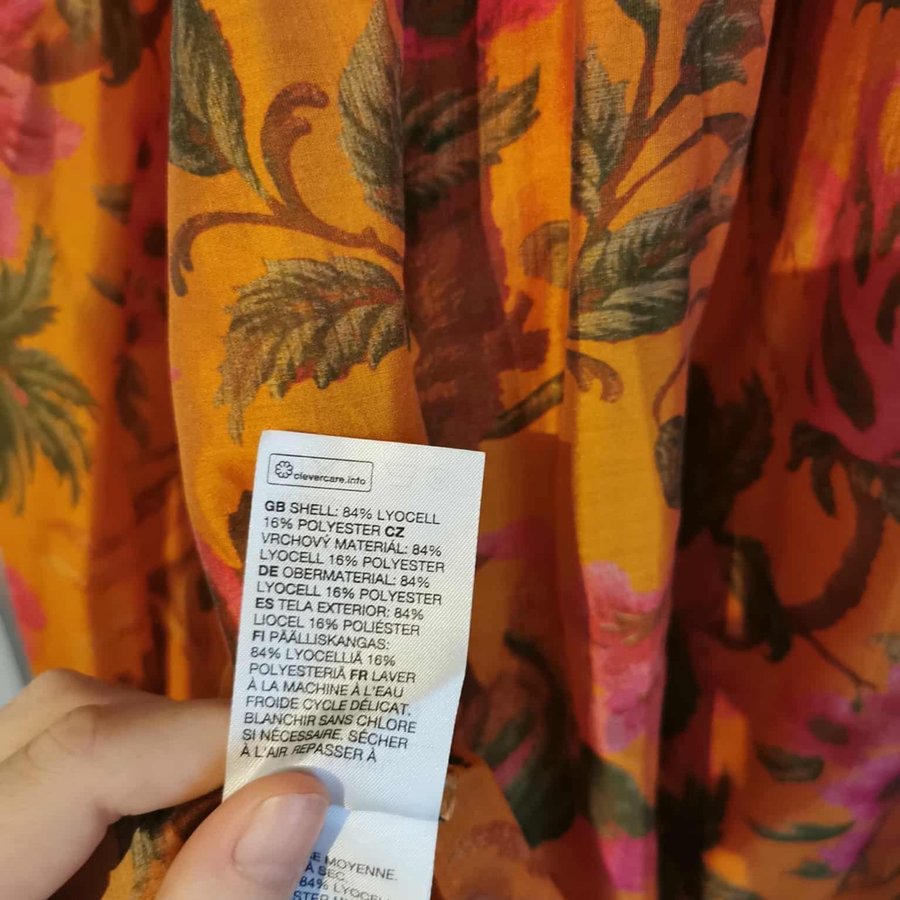 clevercare.info
GB SHELL: 84% LYOCELL
16% POLYESTER CZ
VRCHOVÝ MATERIÁL: 84%
LYOCELL 16% POLYESTER
DE OBERMATERIAL: 84%
LYOCELL 16% POLYESTER
ES TELA EXTERIOR: 84%
LIOCEL 16% POLIÉSTER
FI PÄÄLLISKANGAS:
84% LYOCELLIÄ 16%
POLYESTERIÄ FR LAVER
À LA MACHINE À L'EAU
FROIDE CYCLE DÉLICAT,
BLANCHIR SANS CHLORE
SI NÉCESSAIRE, SÉCHER
À L'AIR, REPASSER À
MOYENNE.
À SEC
84% LYOCELL